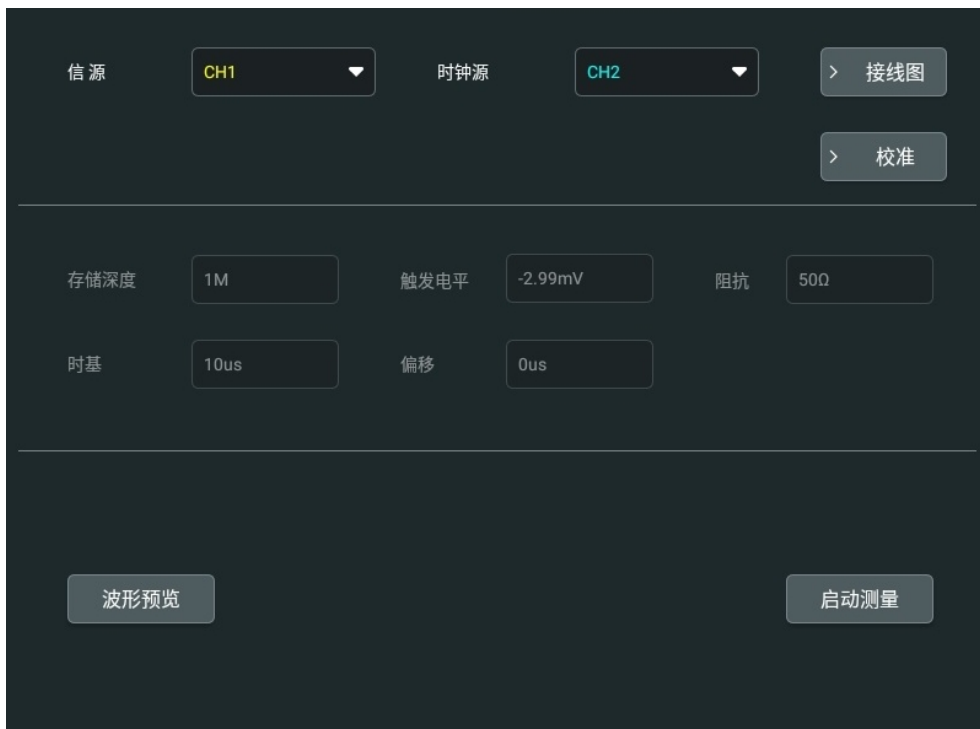 信源 CH1 时钟源 CH2 接线图
校准
存储深度 1M 触发电平 -2.99mV 阻抗 50Ω
时基 10us 偏移 0us
波形预览 启动测量